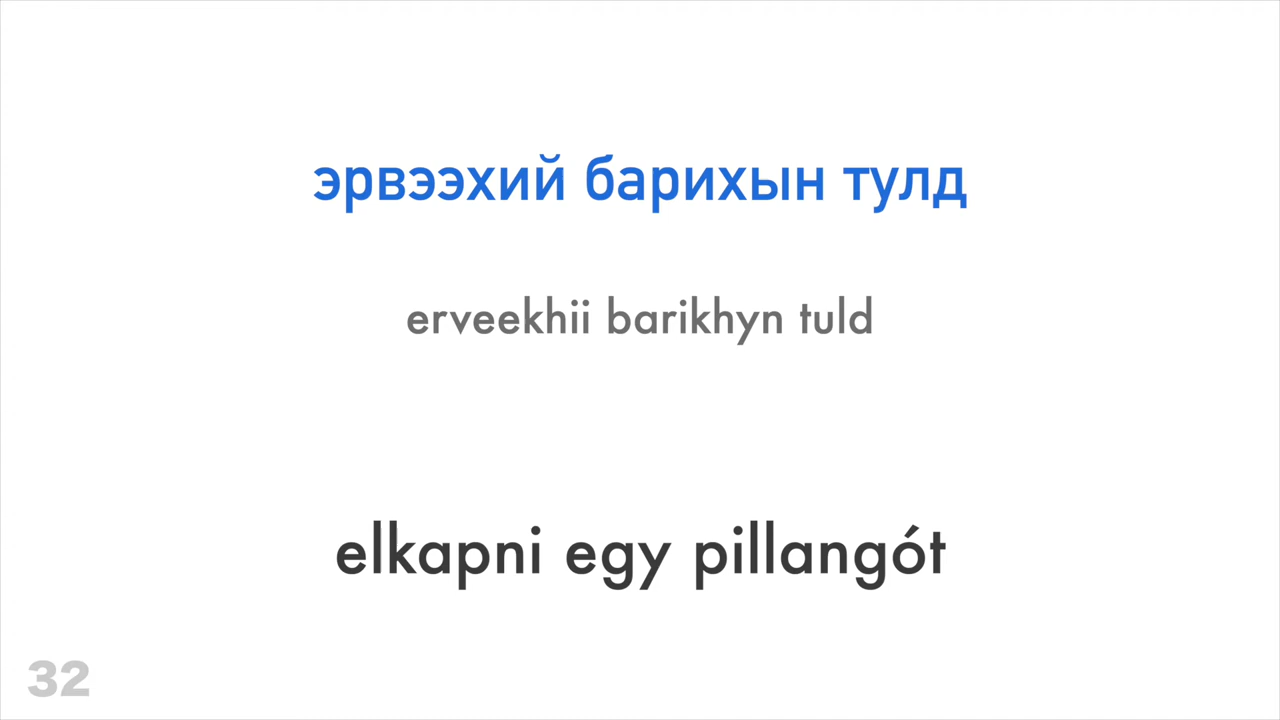 эрвээхий барихын тулд
erveekhii barikhyn tuld
elkapni egy pillangót
32